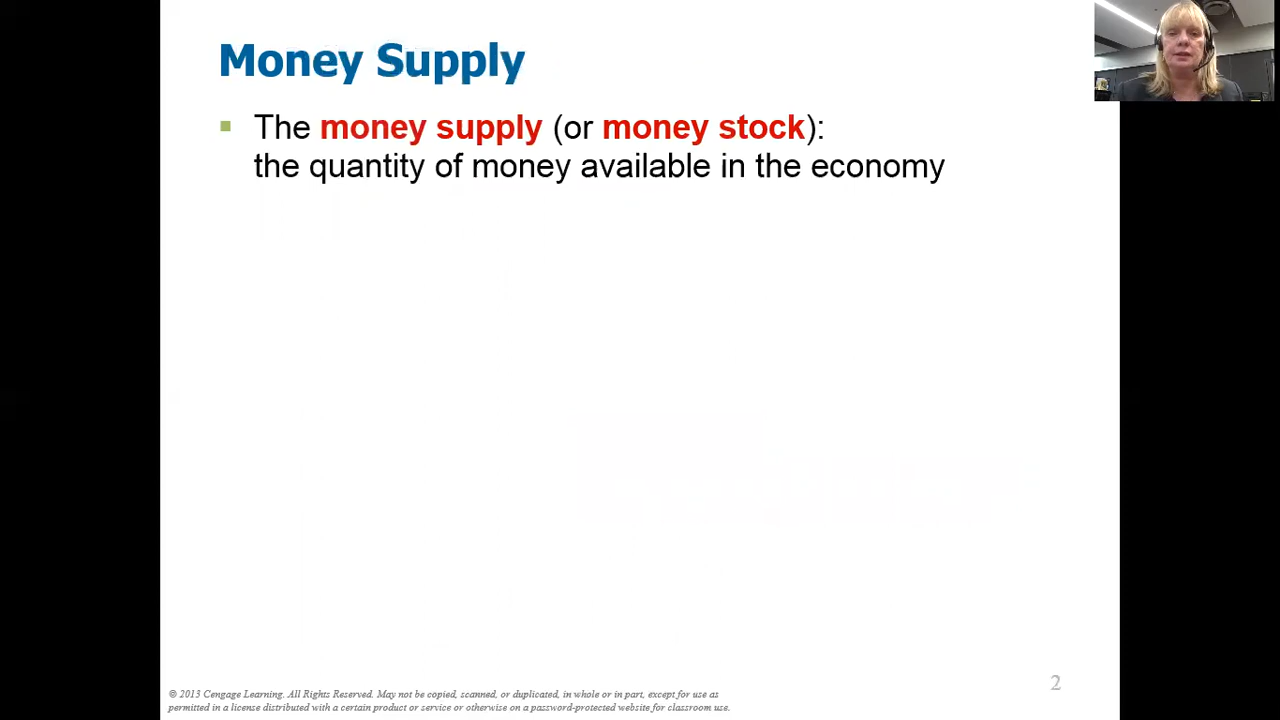 Money Supply
▪ The money supply (or money stock):
the quantity of money available in the economy
© 2013 Cengage Learning. All Rights Reserved. May not be copied, scanned, or duplicated, in whole or in part, except for use as
permitted in a license distributed with a certain product or service or otherwise on a password-protected website for classroom use.
2